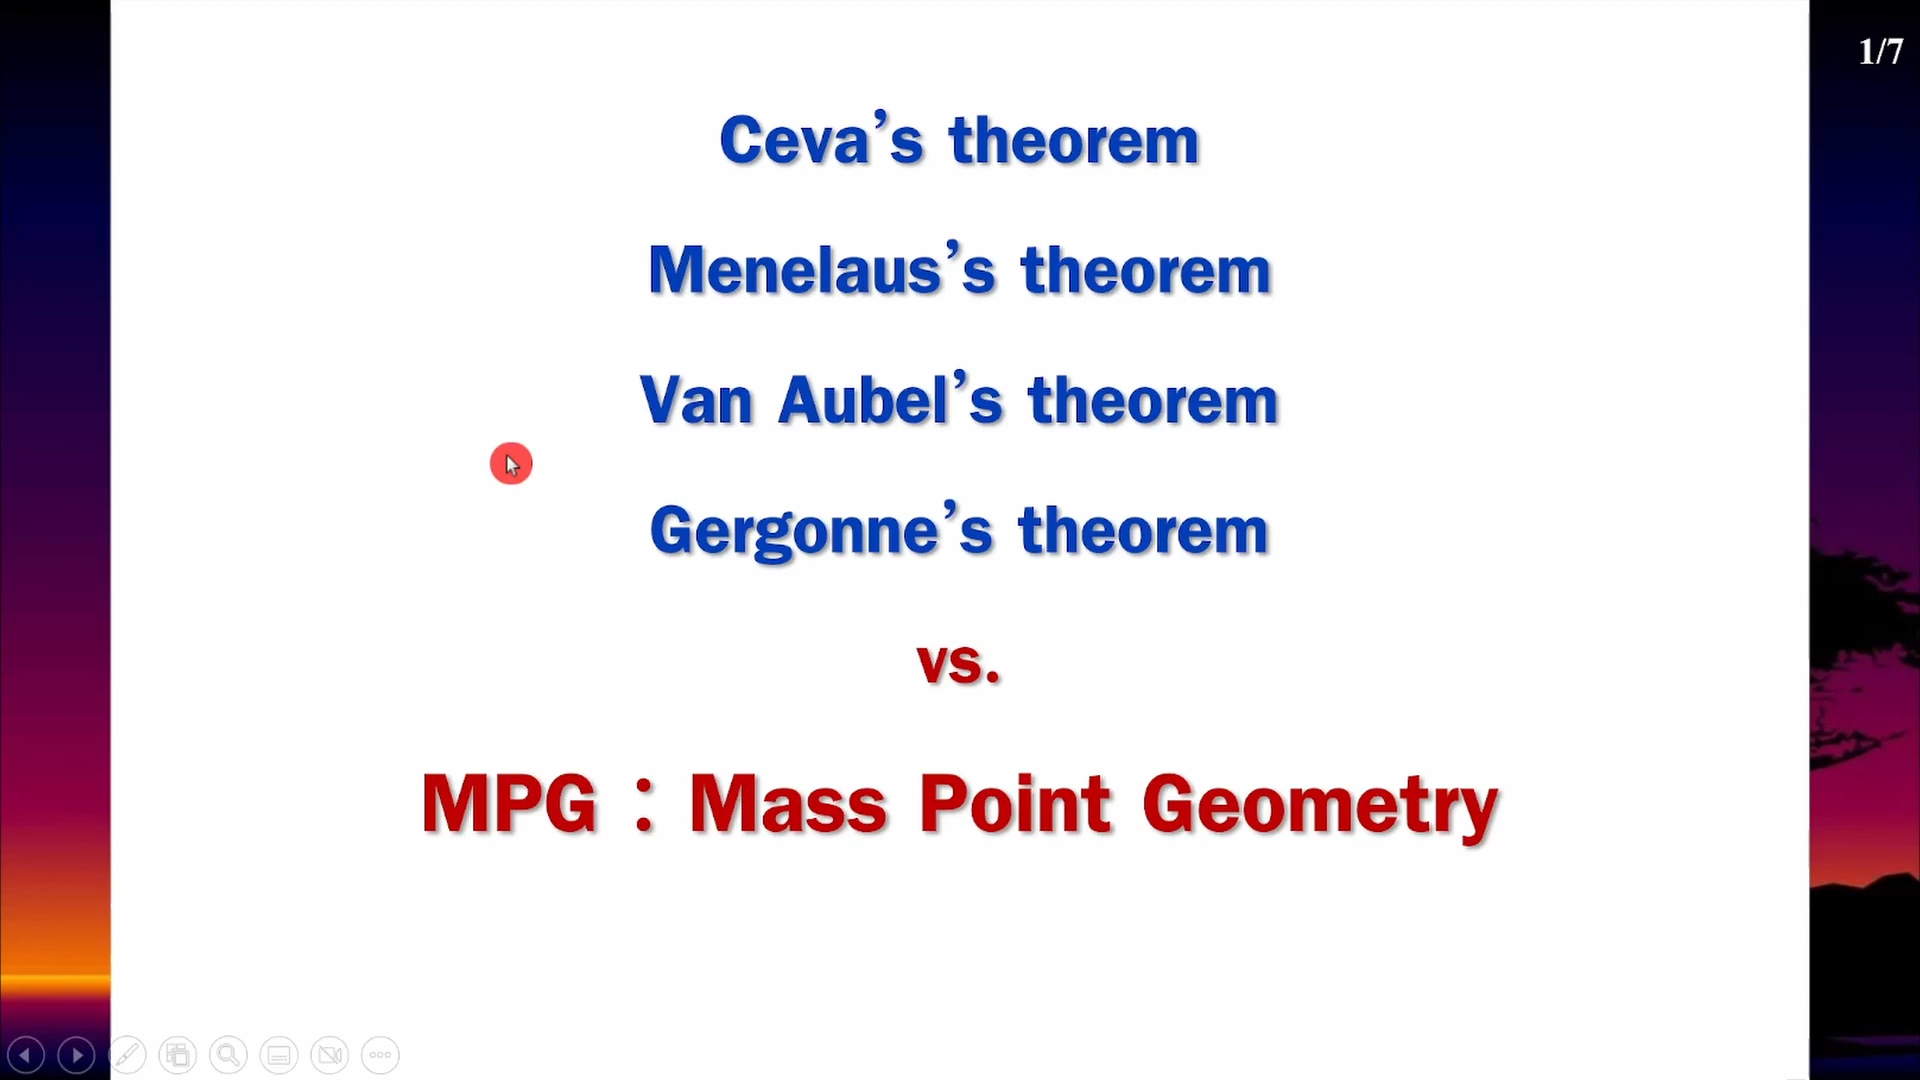 1/7
Ceva’s theorem
Menelaus’s theorem
Van Aubel’s theorem
Gergonne’s theorem
vs.
MPG : Mass Point Geometry